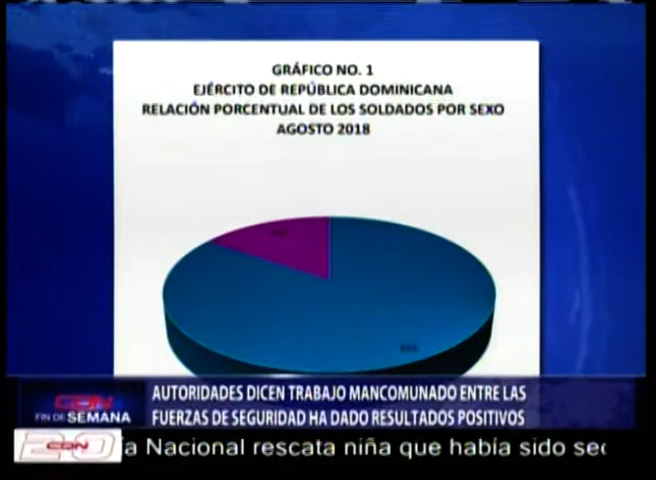 GRÁFICO NO. 1
EJÉRCITO DE REPÚBLICA DOMINICANA
RELACIÓN PORCENTUAL DE LOS SOLDADOS POR SEXO
AGOSTO 2018
AUTORIDADES DICEN TRABAJO MANCOMUNADO ENTRE LAS
FUERZAS DE SEGURIDAD HA DADO RESULTADOS POSITIVOS
CDN
FIN DE SEMANA
CDN
a Nacional rescata niña que había sido sec